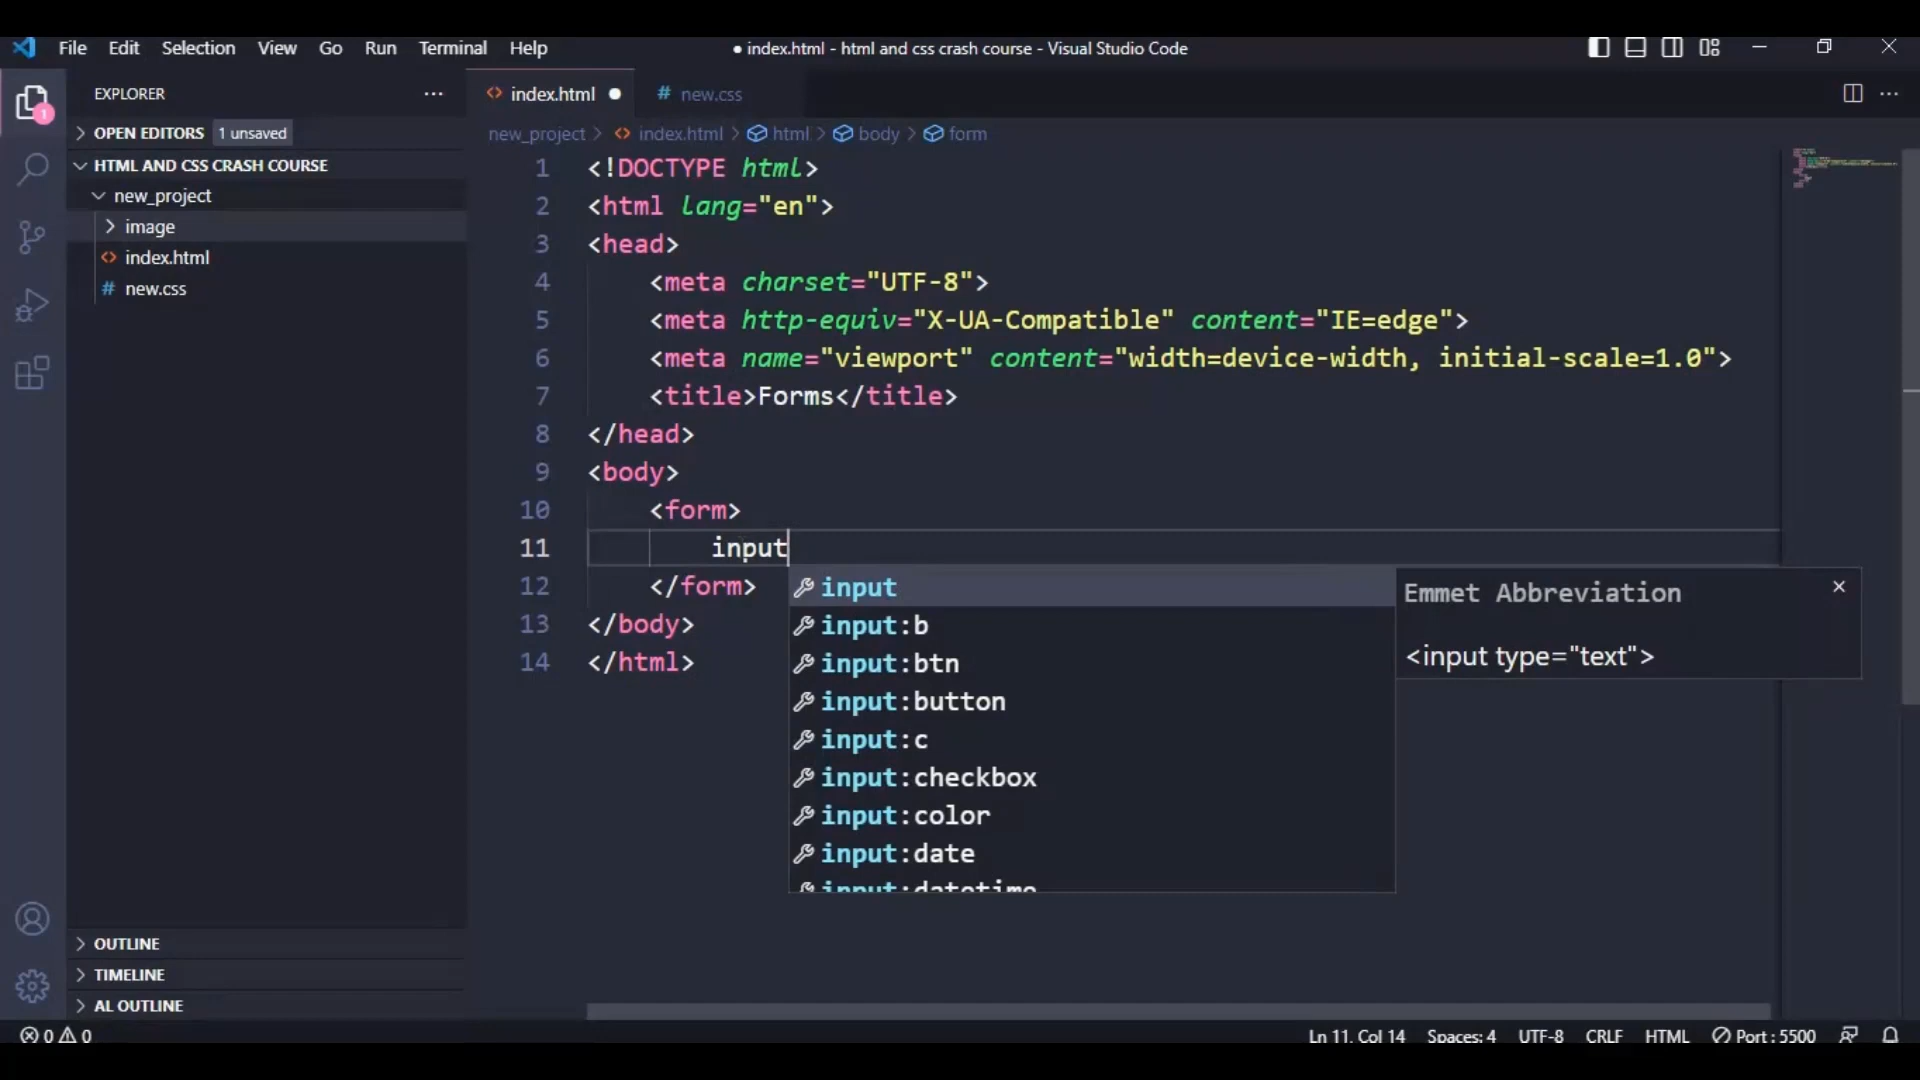 File Edit Selection View Go Run Terminal Help
● index.html - html and css crash course - Visual Studio Code
1
EXPLORER
OPEN EDITORS 1 unsaved
HTML AND CSS CRASH COURSE
new_project
image
<> index.html
# new.css
OUTLINE
TIMELINE
AL OUTLINE
<> index.html ●
# new.css
new_project > <> index.html > html > body > form
1 <!DOCTYPE html>
2 <html lang="en">
3 <head>
4 <meta charset="UTF-8">
5 <meta http-equiv="X-UA-Compatible" content="IE=edge">
6 <meta name="viewport" content="width=device-width, initial-scale=1.0">
7 <title>Forms</title>
8 </head>
9 <body>
10 <form>
11 input
12 </form>
13 </body>
14 </html>
input
input:b
input:btn
input:button
input:c
input:checkbox
input:color
input:date
input:datetime
Emmet Abbreviation
<input type="text">
0 0
Ln 11, Col 14 Spaces: 4 UTF-8 CRLF HTML Port : 5500